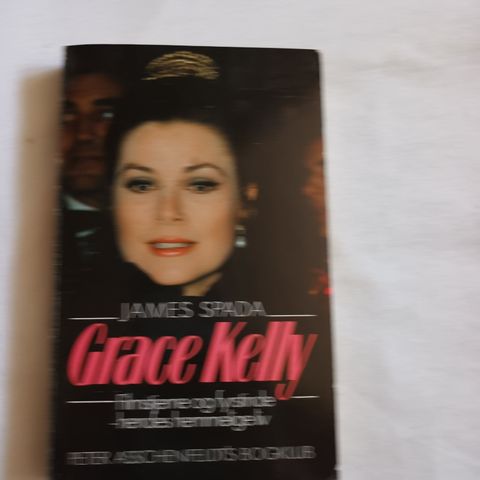 JAMES SPADA
Grace Kelly
Filmstjerne og fyrstinde
- hendes hemmelige liv
PETER ASSCHENFELDT'S BOGKLUB